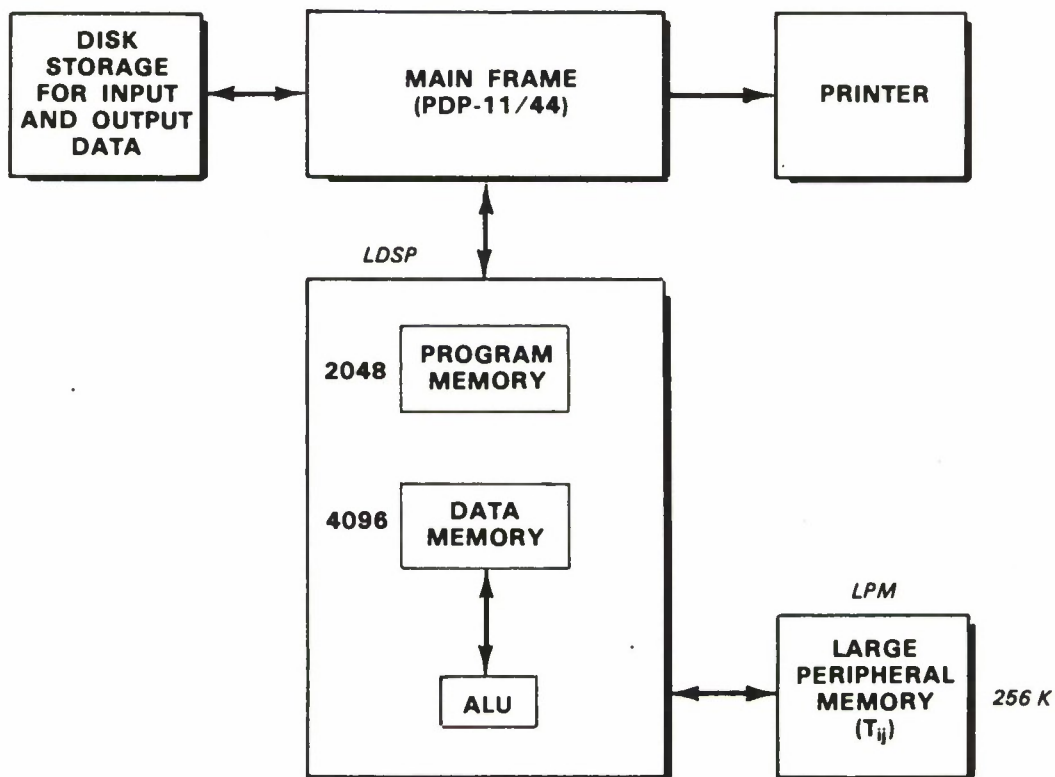 DISK
STORAGE
FOR INPUT
AND OUTPUT
DATA
MAIN FRAME
(PDP-11/44)
PRINTER
LDSP
2048
PROGRAM
MEMORY
4096
DATA
MEMORY
ALU
LPM
LARGE
PERIPHERAL
MEMORY
(Tij)
256 K